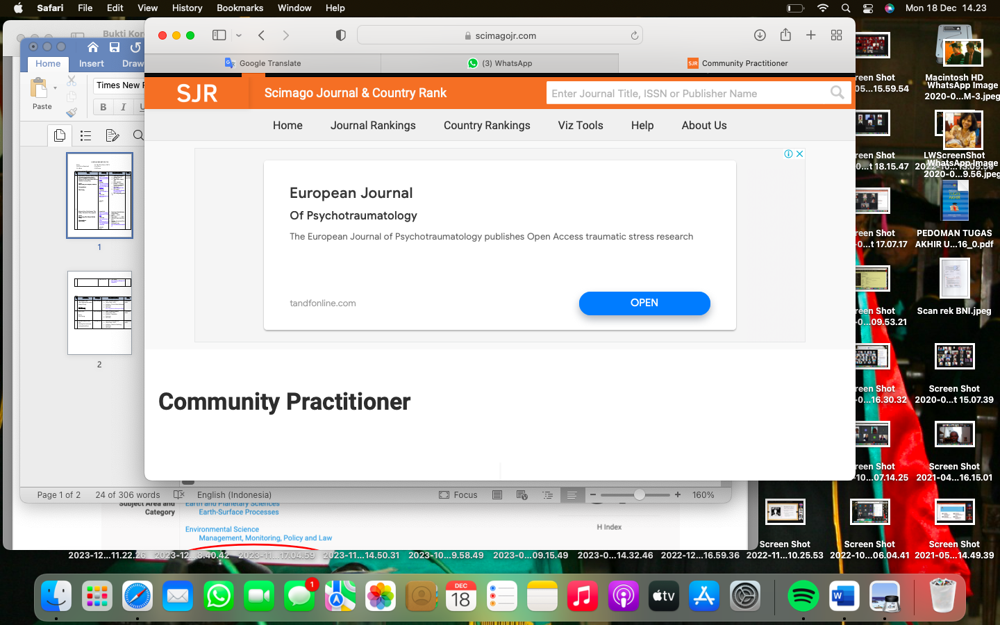 Safari File Edit View History Bookmarks Window Help Mon 18 Dec 14.23
Bukti Kor
Home Insert Draw
Times New R
Paste
B I U
1
2
scimagojr.com
Google Translate
(3) WhatsApp
SJR Community Practitioner
SJR Scimago Journal & Country Rank
Enter Journal Title, ISSN or Publisher Name
Home Journal Rankings Country Rankings Viz Tools Help About Us
European Journal
Of Psychotraumatology
The European Journal of Psychotraumatology publishes Open Access traumatic stress research
tandfonline.com
OPEN
Community Practitioner
Page 1 of 2 24 of 306 words English (Indonesia) Focus 160%
Subject Area and
Category
Earth and Planetary Sciences
Earth-Surface Processes
Environmental Science
Management, Monitoring, Policy and Law
H Index
reen Shot
05...15.59.54
Macintosh HD
WhatsApp Image
2020-0...M-3.jpeg
reen Shot
0...t 18.15.47
LWScreenShot
2022-10...13.09.50
WhatsApp Image
2020-0...9.56.jpeg
reen Shot
-0...t 17.07.17
PEDOMAN TUGAS
AKHIR U...16_0.pdf
reen Shot
-0...09.53.21
Scan rek BNI.jpeg
reen Shot
-0...16.30.32
Screen Shot
2020-0...t 15.07.39
reen Shot
-10...07.14.25
Screen Shot
2021-04...16.15.01
Screen Shot
2022-11...10.25.53
Screen Shot
2022-10...06.04.41
Screen Shot
2021-05...14.49.39
2023-12...11.22.26
2023-12...8.40.42
2023-11...17.04.59
2023-11...14.50.31
2023-10...9.58.49
2023-0...09.15.49
2023-0...14.32.46
2022-12...16.59.36
1
DEC
18
tv
W